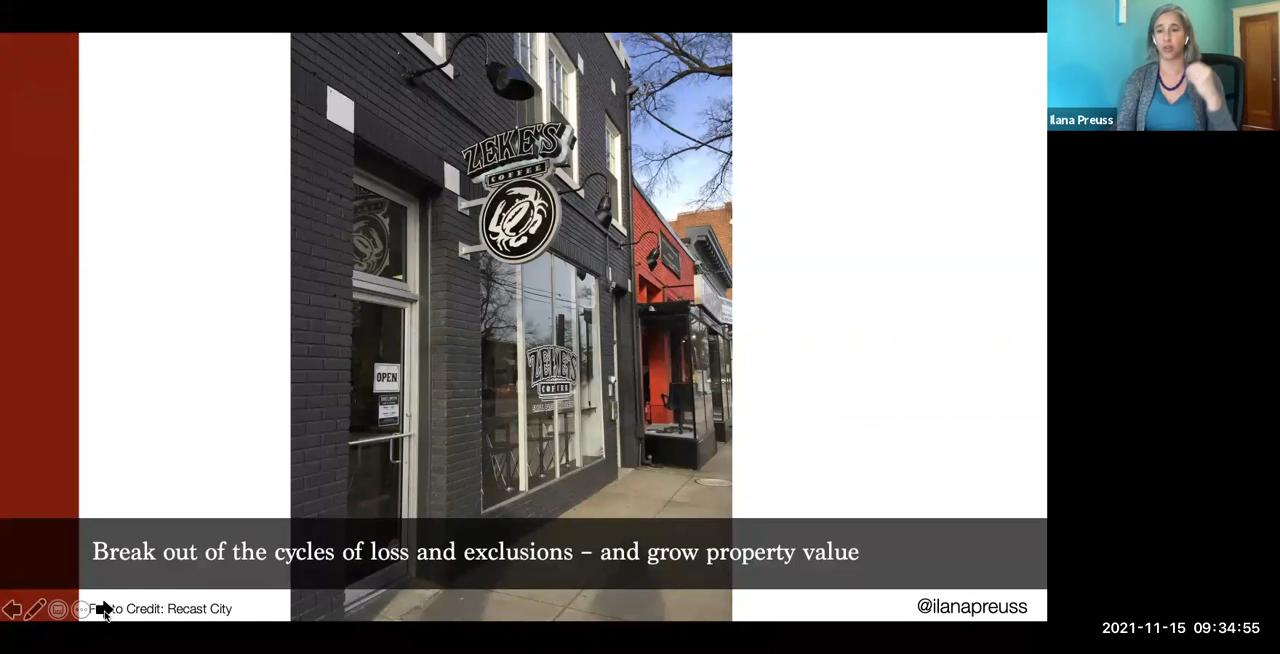 Ilana Preuss
ZEKE'S
COFFEE
OPEN
ZEKE'S
COFFEE
Break out of the cycles of loss and exclusions – and grow property value
to Credit: Recast City
@ilanapreuss
2021-11-15 09:34:55